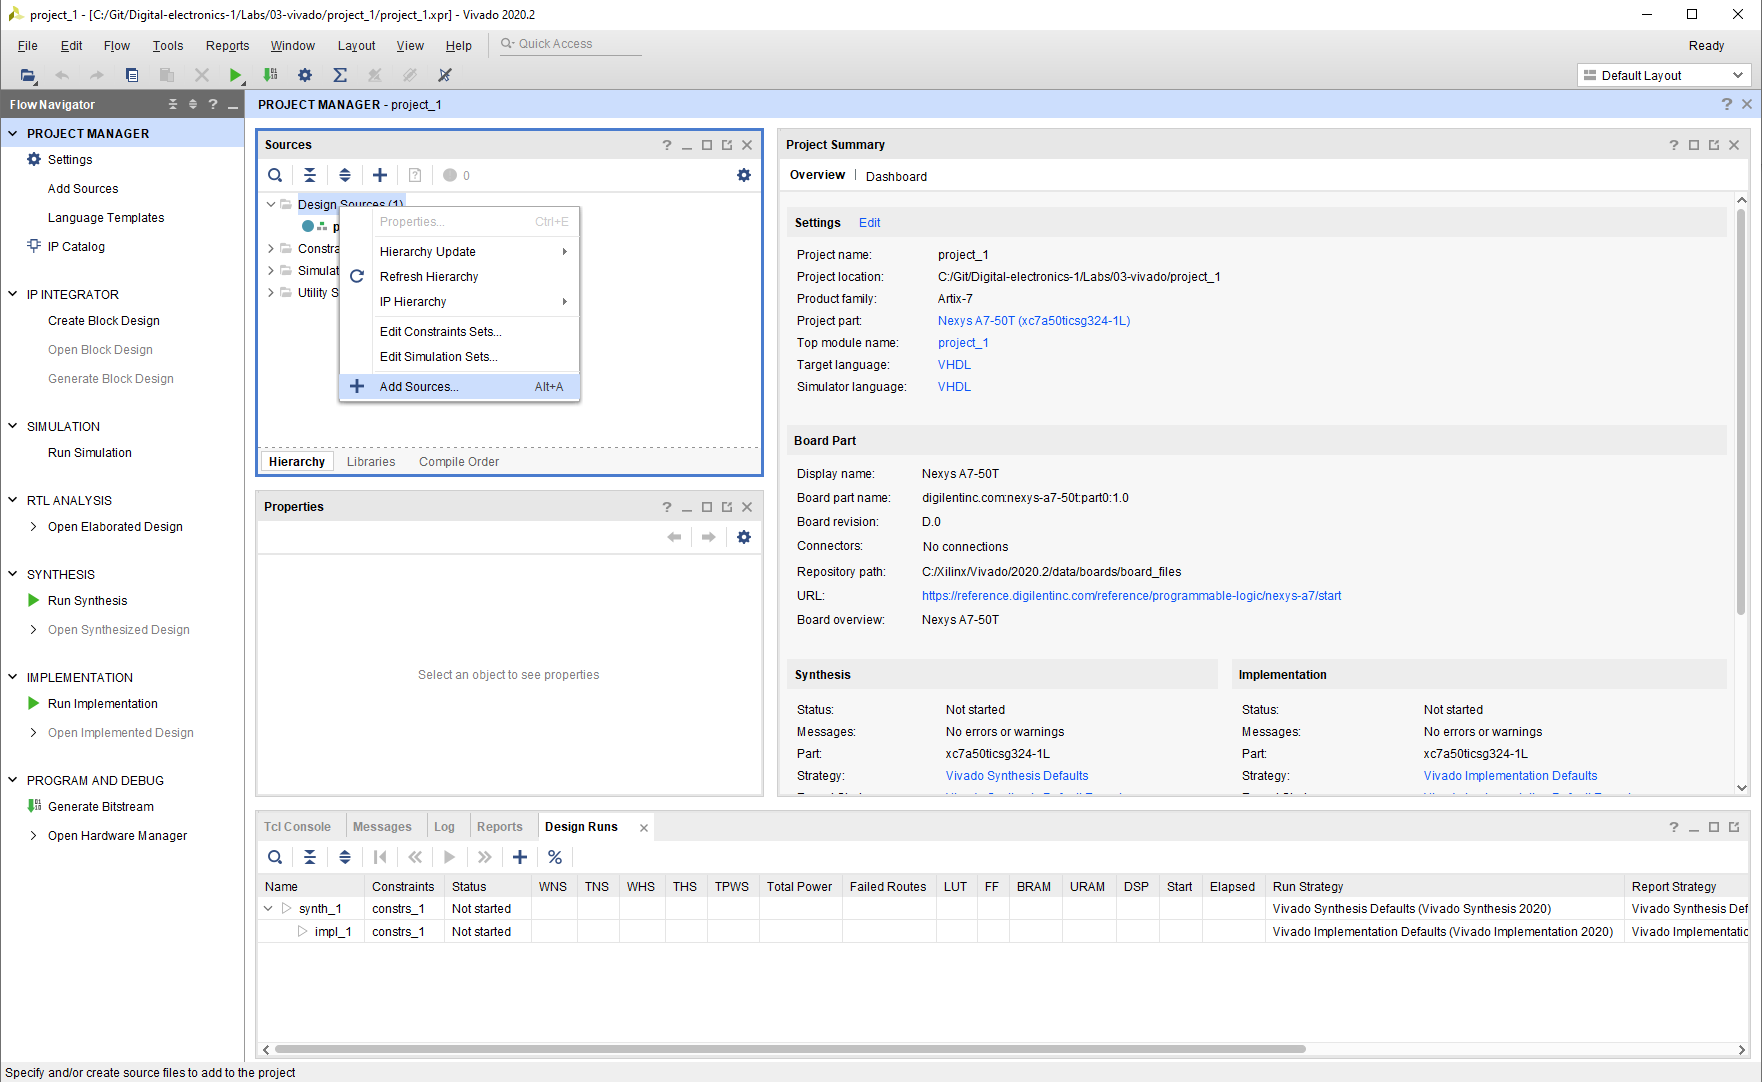 project_1 - [C:/Git/Digital-electronics-1/Labs/03-vivado/project_1/project_1.xpr] - Vivado 2020.2
File Edit Flow Tools Reports Window Layout View Help Quick Access Ready
Default Layout
Flow Navigator
PROJECT MANAGER
Settings
Add Sources
Language Templates
IP Catalog
IP INTEGRATOR
Create Block Design
Open Block Design
Generate Block Design
SIMULATION
Run Simulation
RTL ANALYSIS
Open Elaborated Design
SYNTHESIS
Run Synthesis
Open Synthesized Design
IMPLEMENTATION
Run Implementation
Open Implemented Design
PROGRAM AND DEBUG
Generate Bitstream
Open Hardware Manager
PROJECT MANAGER - project_1
Sources
0
Design Sources (1)
p
Constra
Simulat
Utility S
Properties... Ctrl+E
Hierarchy Update
Refresh Hierarchy
IP Hierarchy
Edit Constraints Sets...
Edit Simulation Sets...
Add Sources... Alt+A
Hierarchy Libraries Compile Order
Properties
Select an object to see properties
Project Summary
Overview Dashboard
Settings Edit
Project name: project_1
Project location: C:/Git/Digital-electronics-1/Labs/03-vivado/project_1
Product family: Artix-7
Project part: Nexys A7-50T (xc7a50ticsg324-1L)
Top module name: project_1
Target language: VHDL
Simulator language: VHDL
Board Part
Display name: Nexys A7-50T
Board part name: digilentinc.com:nexys-a7-50t:part0:1.0
Board revision: D.0
Connectors: No connections
Repository path: C:/Xilinx/Vivado/2020.2/data/boards/board_files
URL: https://reference.digilentinc.com/reference/programmable-logic/nexys-a7/start
Board overview: Nexys A7-50T
Synthesis
Status: Not started
Messages: No errors or warnings
Part: xc7a50ticsg324-1L
Strategy: Vivado Synthesis Defaults
Implementation
Status: Not started
Messages: No errors or warnings
Part: xc7a50ticsg324-1L
Strategy: Vivado Implementation Defaults
Tcl Console Messages Log Reports Design Runs
Name Constraints Status WNS TNS WHS THS TPWS Total Power Failed Routes LUT FF BRAM URAM DSP Start Elapsed Run Strategy Report Strategy
synth_1 constrs_1 Not started Vivado Synthesis Defaults (Vivado Synthesis 2020) Vivado Synthesis Def
impl_1 constrs_1 Not started Vivado Implementation Defaults (Vivado Implementation 2020) Vivado Implementatio
Specify and/or create source files to add to the project